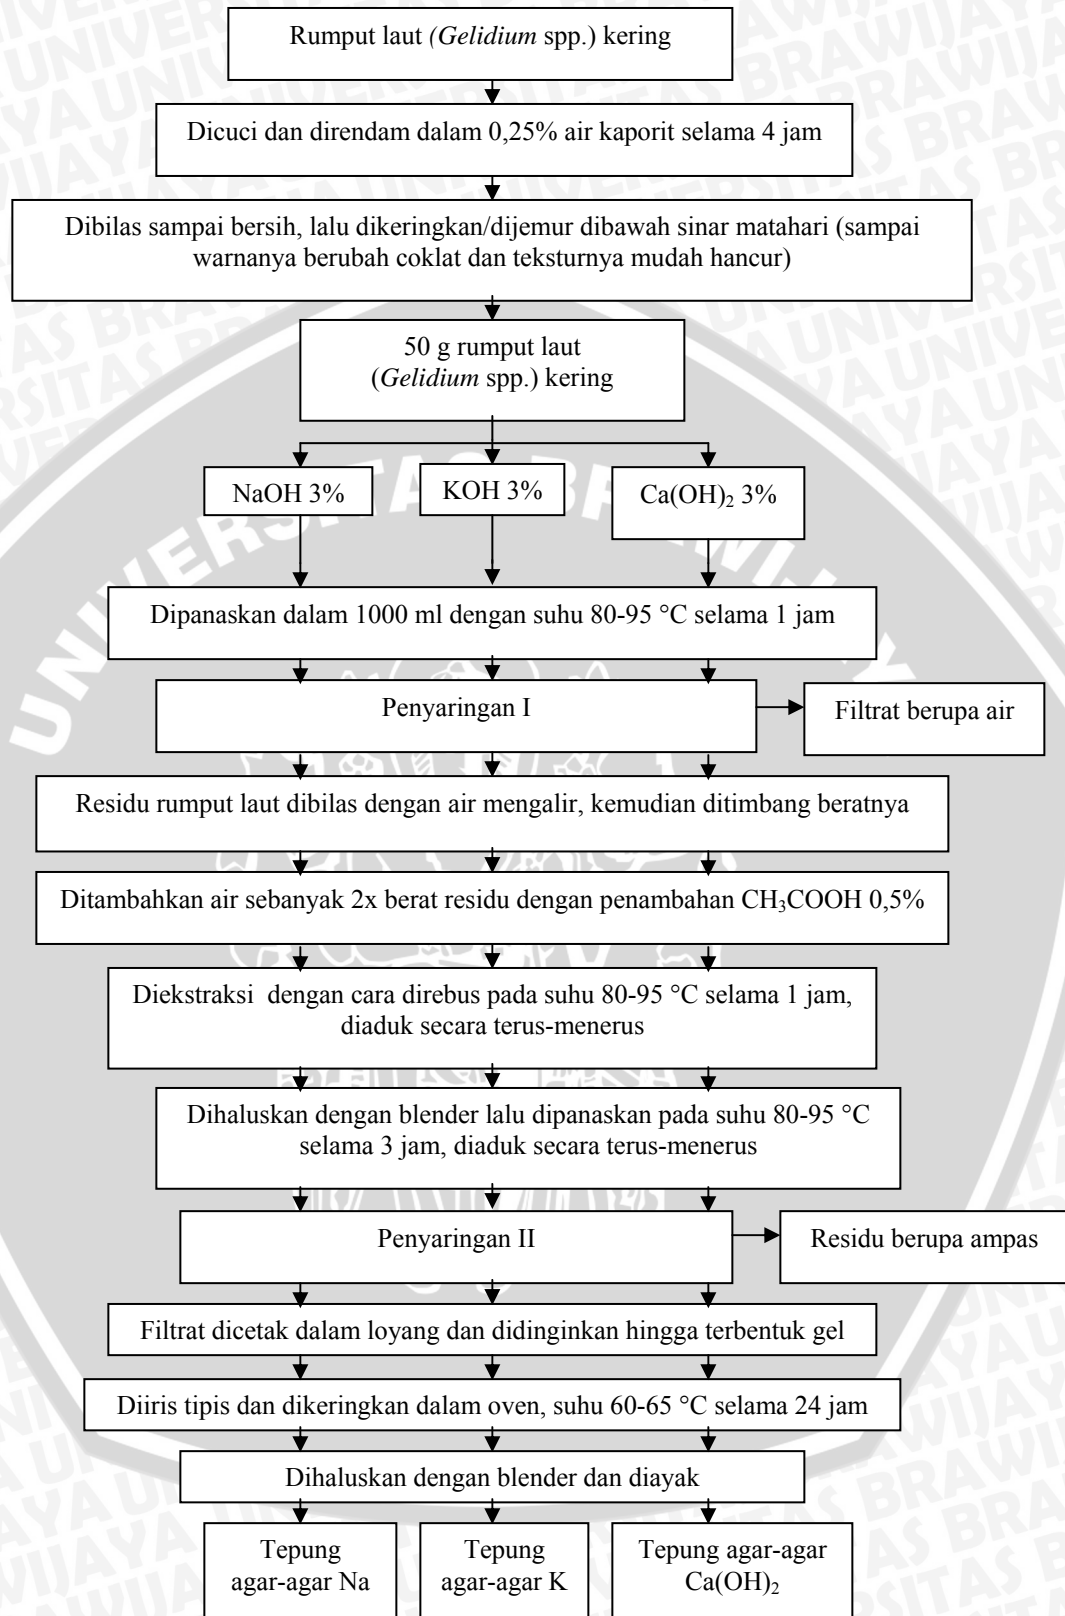 Rumput laut (Gelidium spp.) kering
Dicuci dan direndam dalam 0,25% air kaporit selama 4 jam
Dibilas sampai bersih, lalu dikeringkan/dijemur dibawah sinar matahari (sampai
warnanya berubah coklat dan teksturnya mudah hancur)
50 g rumput laut
(Gelidium spp.) kering
NaOH 3%
KOH 3%
Ca(OH)₂ 3%
Dipanaskan dalam 1000 ml dengan suhu 80-95 °C selama 1 jam
Penyaringan I
Filtrat berupa air
Residu rumput laut dibilas dengan air mengalir, kemudian ditimbang beratnya
Ditambahkan air sebanyak 2x berat residu dengan penambahan CH₃COOH 0,5%
Diekstraksi  dengan cara direbus pada suhu 80-95 °C selama 1 jam,
diaduk secara terus-menerus
Dihaluskan dengan blender lalu dipanaskan pada suhu 80-95 °C
selama 3 jam, diaduk secara terus-menerus
Penyaringan II
Residu berupa ampas
Filtrat dicetak dalam loyang dan didinginkan hingga terbentuk gel
Diiris tipis dan dikeringkan dalam oven, suhu 60-65 °C selama 24 jam
Dihaluskan dengan blender dan diayak
Tepung
agar-agar Na
Tepung
agar-agar K
Tepung agar-agar
Ca(OH)₂
UNIVERSITAS BRAWIJAYA